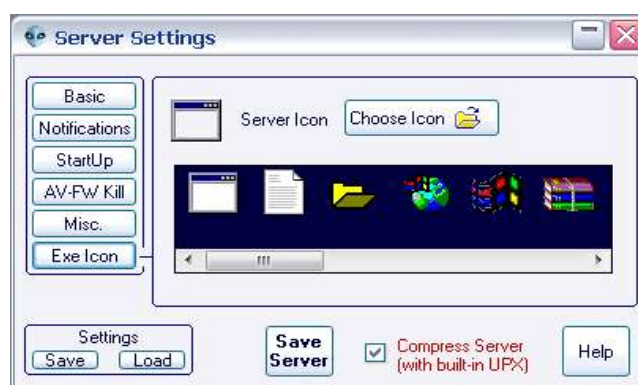 Server Settings
Basic
Notifications
StartUp
AV-FW Kill
Misc.
Exe Icon
Server Icon
Choose Icon
Settings
Save
Load
Save
Server
Compress Server
(with built-in UPX)
Help